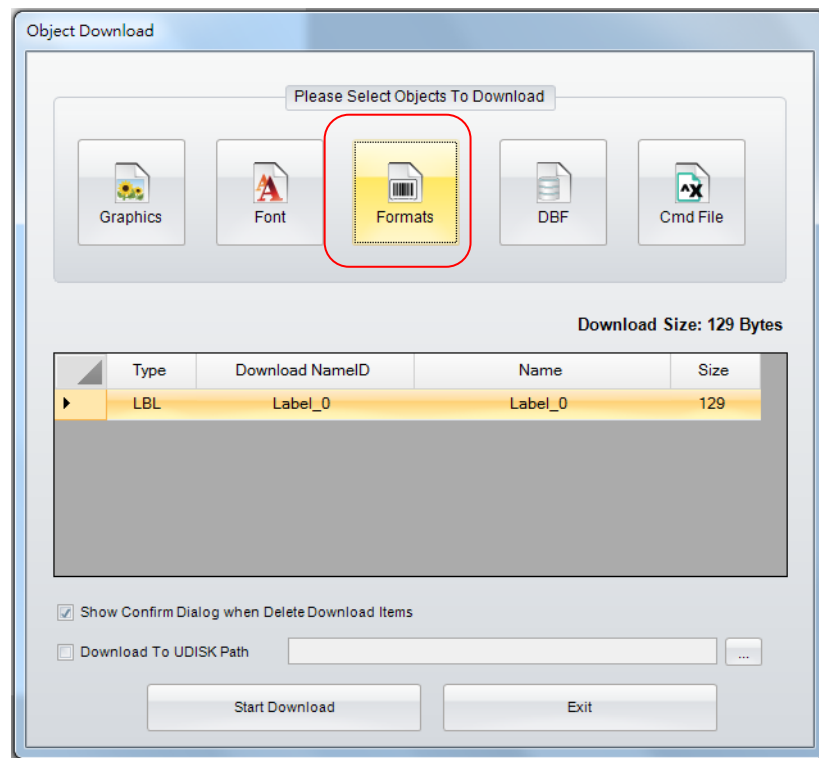 Object Download
Please Select Objects To Download
Graphics Font Formats DBF Cmd File
Download Size: 129 Bytes
Type Download NameID Name Size
LBL Label_0 Label_0 129
Show Confirm Dialog when Delete Download Items
Download To UDISK Path ...
Start Download Exit